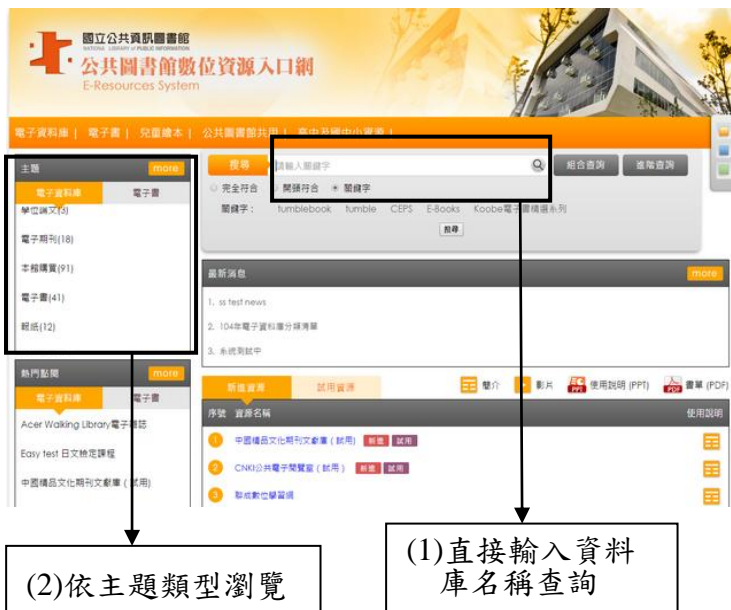 國立公共資訊圖書館
NATIONAL LIBRARY of PUBLIC INFORMATION
公共圖書館數位資源入口網
E-Resources System
電子資料庫 | 電子書 | 兒童繪本 | 公共圖書館共用 | 高中及國中小資源 |
主題 more
電子資料庫 電子書
學位論文(3)
電子期刊(18)
本館購買(91)
電子書(41)
報紙(12)
搜尋 請輸入關鍵字 組合查詢 進階查詢
完全符合 開頭符合 關鍵字
關鍵字： tumblebook tumble CEPS E-Books Koobe電子書精選系列
搜尋
最新消息 more
1. ss test news
2. 104年電子資料庫分類清單
3. 系統測試中
熱門點閱 more
電子資料庫 電子書
Acer Walking Library電子雜誌
Easy test 日文檢定課程
中國精品文化期刊文獻庫 (試用)
新進資源 試用資源 簡介 影片 使用說明 (PPT) 書單 (PDF)
序號 資源名稱 使用說明
1 中國精品文化期刊文獻庫 (試用) 新進 試用
2 CNKI公共電子閱覽室 ( 試用 ) 新進 試用
3 聯成數位學習網
(1)直接輸入資料
庫名稱查詢
(2)依主題類型瀏覽